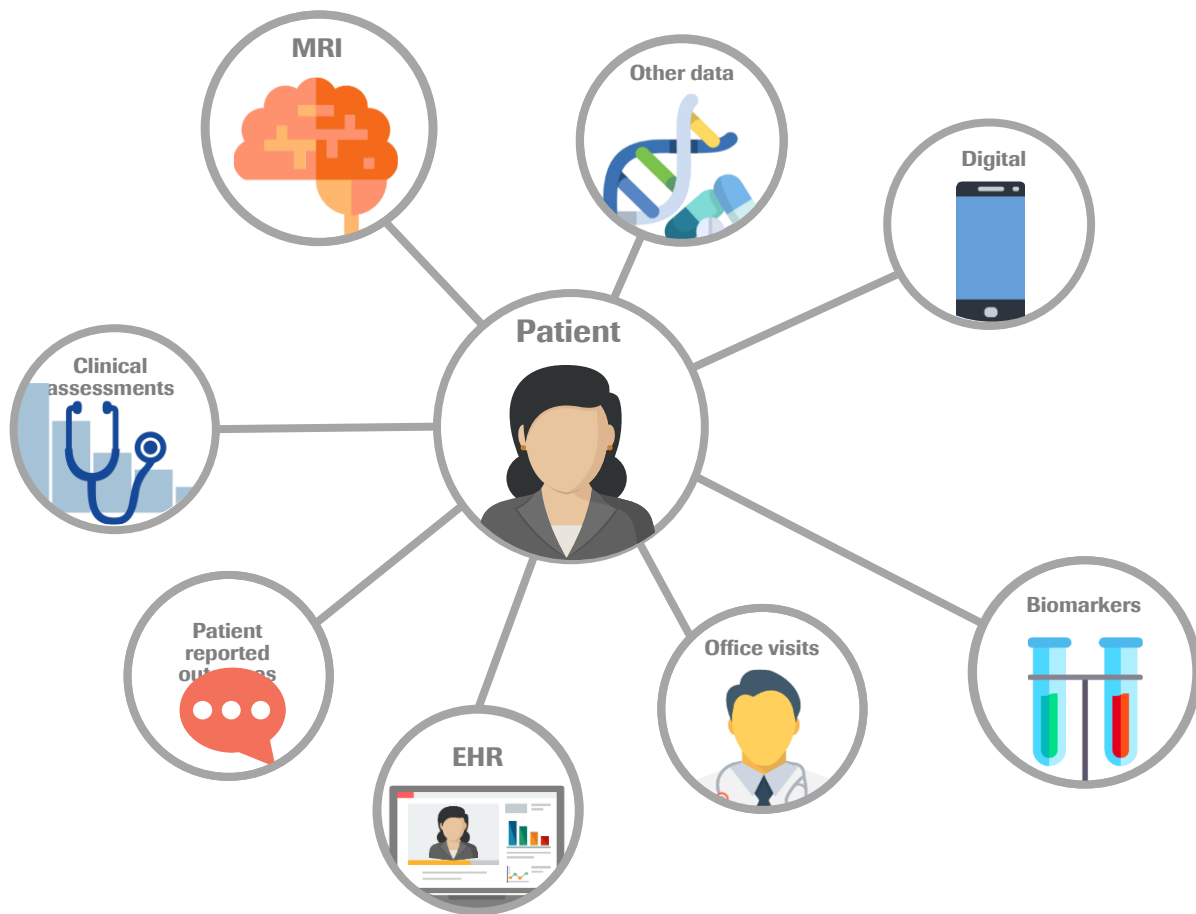 MRI
Other data
Digital
Patient
Clinical
assessments
Patient
reported
Biomarkers
Office visits
EHR